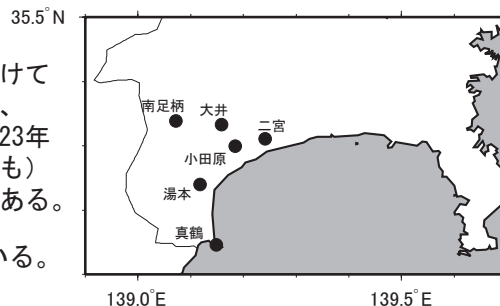 35.5°N
けて
、
23年
も）
ある。
いる。
南足柄
大井
二宮
小田原
湯本
真鶴
139.0°E
139.5°E